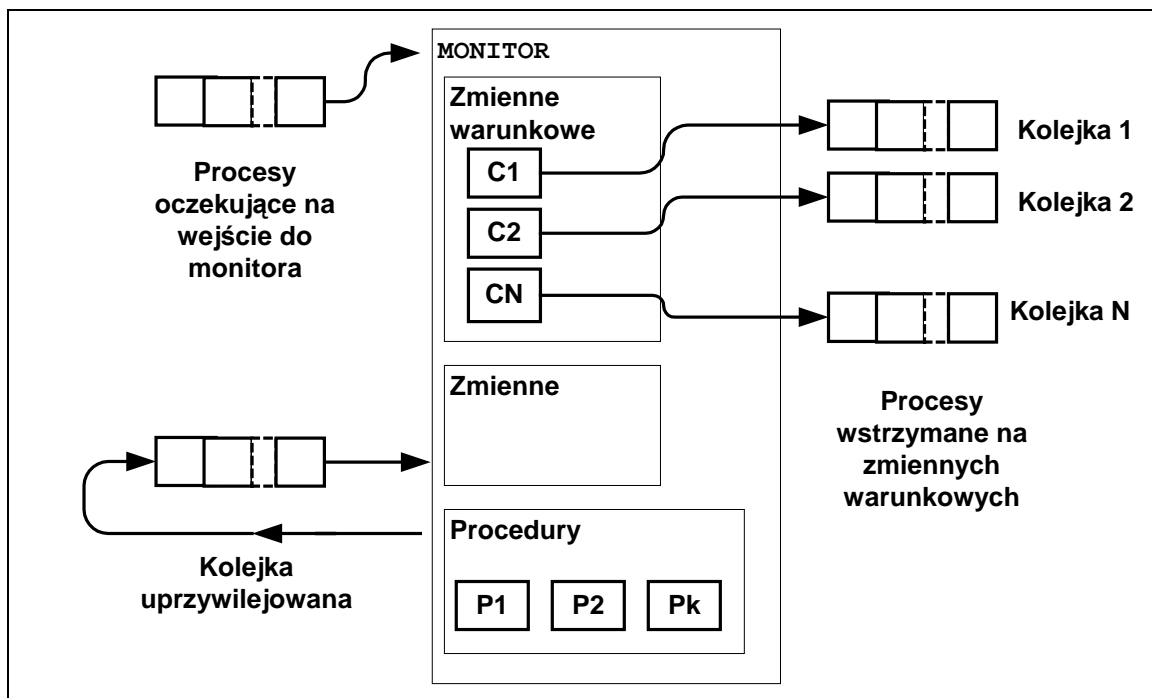 MONITOR
Zmienne
warunkowe
C1
C2
CN
Procesy
oczekujące na
wejście do
monitora
Kolejka 1
Kolejka 2
Kolejka N
Procesy
wstrzymane na
zmiennych
warunkowych
Zmienne
Kolejka
uprzywilejowana
Procedury
P1 P2 Pk